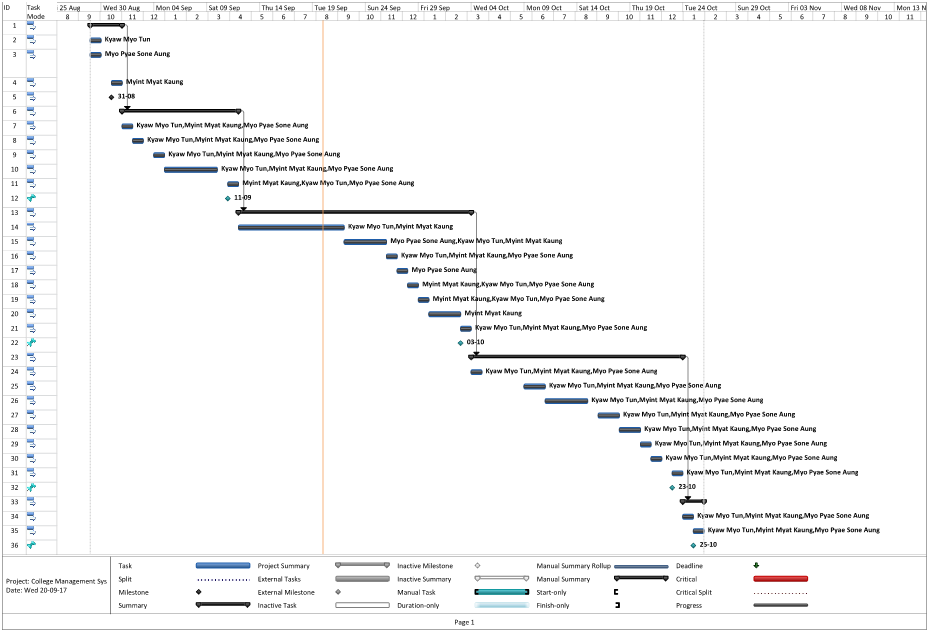 ID Task Mode 25 Aug Wed 30 Aug Mon 04 Sep Sat 09 Sep Thu 14 Sep Tue 19 Sep Sun 24 Sep Fri 29 Sep Wed 04 Oct Mon 09 Oct Sat 14 Oct Thu 19 Oct Tue 24 Oct Sun 29 Oct Fri 03 Nov Wed 08 Nov Mon 13 N
8 9 10 11 12 1 2 3 4 5 6 7 8 9 10 11 12 1 2 3 4 5 6 7 8 9 10 11 12 1 2 3 4 5 6 7 8 9 10 11
1
2 Kyaw Myo Tun
3 Myo Pyae Sone Aung
4 Myint Myat Kaung
5 31-08
6
7 Kyaw Myo Tun,Myint Myat Kaung,Myo Pyae Sone Aung
8 Kyaw Myo Tun,Myint Myat Kaung,Myo Pyae Sone Aung
9 Kyaw Myo Tun,Myint Myat Kaung,Myo Pyae Sone Aung
10 Kyaw Myo Tun,Myint Myat Kaung,Myo Pyae Sone Aung
11 Myint Myat Kaung,Kyaw Myo Tun,Myo Pyae Sone Aung
12 11-09
13
14 Kyaw Myo Tun,Myint Myat Kaung
15 Myo Pyae Sone Aung,Kyaw Myo Tun,Myint Myat Kaung
16 Kyaw Myo Tun,Myint Myat Kaung,Myo Pyae Sone Aung
17 Myo Pyae Sone Aung
18 Myint Myat Kaung,Kyaw Myo Tun,Myo Pyae Sone Aung
19 Myint Myat Kaung,Kyaw Myo Tun,Myo Pyae Sone Aung
20 Myint Myat Kaung
21 Kyaw Myo Tun,Myint Myat Kaung,Myo Pyae Sone Aung
22 03-10
23
24 Kyaw Myo Tun,Myint Myat Kaung,Myo Pyae Sone Aung
25 Kyaw Myo Tun,Myint Myat Kaung,Myo Pyae Sone Aung
26 Kyaw Myo Tun,Myint Myat Kaung,Myo Pyae Sone Aung
27 Kyaw Myo Tun,Myint Myat Kaung,Myo Pyae Sone Aung
28 Kyaw Myo Tun,Myint Myat Kaung,Myo Pyae Sone Aung
29 Kyaw Myo Tun,Myint Myat Kaung,Myo Pyae Sone Aung
30 Kyaw Myo Tun,Myint Myat Kaung,Myo Pyae Sone Aung
31 Kyaw Myo Tun,Myint Myat Kaung,Myo Pyae Sone Aung
32 23-10
33
34 Kyaw Myo Tun,Myint Myat Kaung,Myo Pyae Sone Aung
35 Kyaw Myo Tun,Myint Myat Kaung,Myo Pyae Sone Aung
36 25-10
Project: College Management Sys
Date: Wed 20-09-17
Task Project Summary Inactive Milestone Manual Summary Rollup Deadline
Split External Tasks Inactive Summary Manual Summary Critical
Milestone External Milestone Manual Task Start-only Critical Split
Summary Inactive Task Duration-only Finish-only Progress
Page 1